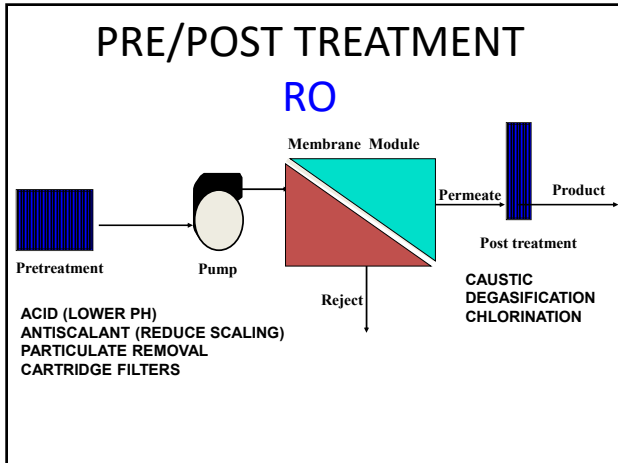 PRE/POST TREATMENT
RO
Membrane Module
Permeate
Product
Pretreatment
Pump
Post treatment
Reject
ACID (LOWER PH)
ANTISCALANT (REDUCE SCALING)
PARTICULATE REMOVAL
CARTRIDGE FILTERS
CAUSTIC
DEGASIFICATION
CHLORINATION